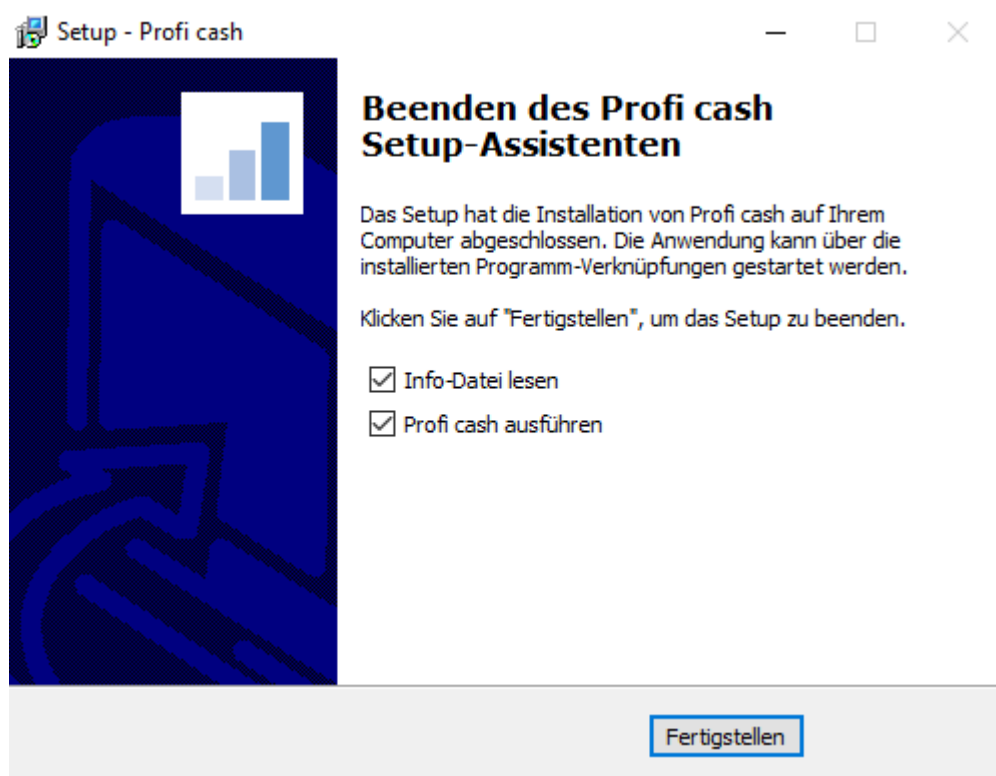 Setup - Profi cash
Beenden des Profi cash
Setup-Assistenten
Das Setup hat die Installation von Profi cash auf Ihrem
Computer abgeschlossen. Die Anwendung kann über die
installierten Programm-Verknüpfungen gestartet werden.
Klicken Sie auf "Fertigstellen", um das Setup zu beenden.
Info-Datei lesen
Profi cash ausführen
Fertigstellen